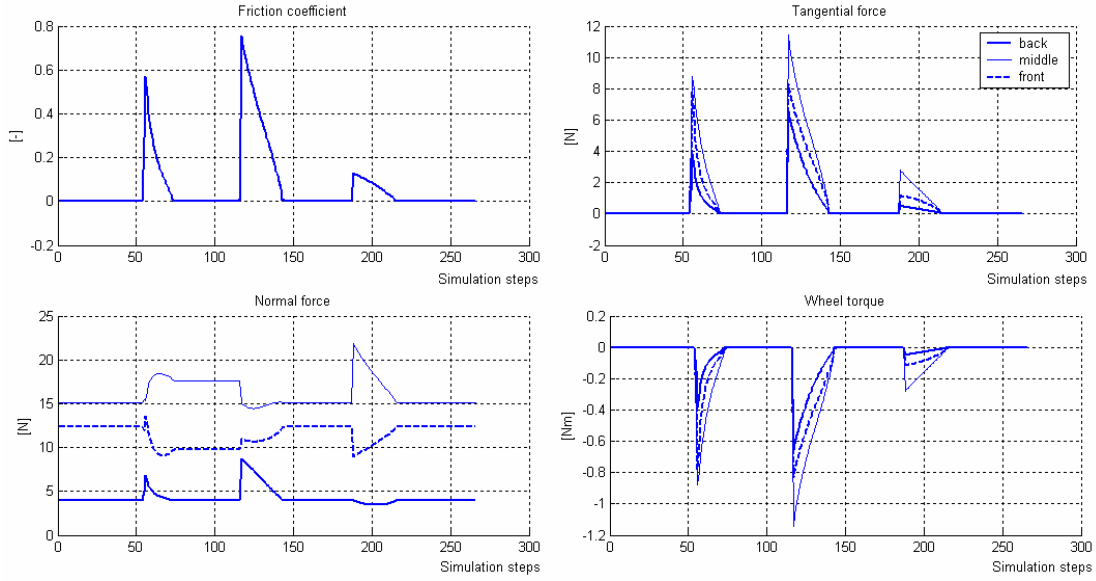 Friction coefficient
0.8
0.6
0.4
0.2
0
-0.2
[-]
0 50 100 150 200 250 300
Simulation steps
Tangential force
12
10
8
6
4
2
0
-2
[N]
back
middle
front
0 50 100 150 200 250 300
Simulation steps
Normal force
25
20
15
10
5
0
[N]
0 50 100 150 200 250 300
Simulation steps
Wheel torque
0.2
0
-0.2
-0.4
-0.6
-0.8
-1
-1.2
[Nm]
0 50 100 150 200 250 300
Simulation steps